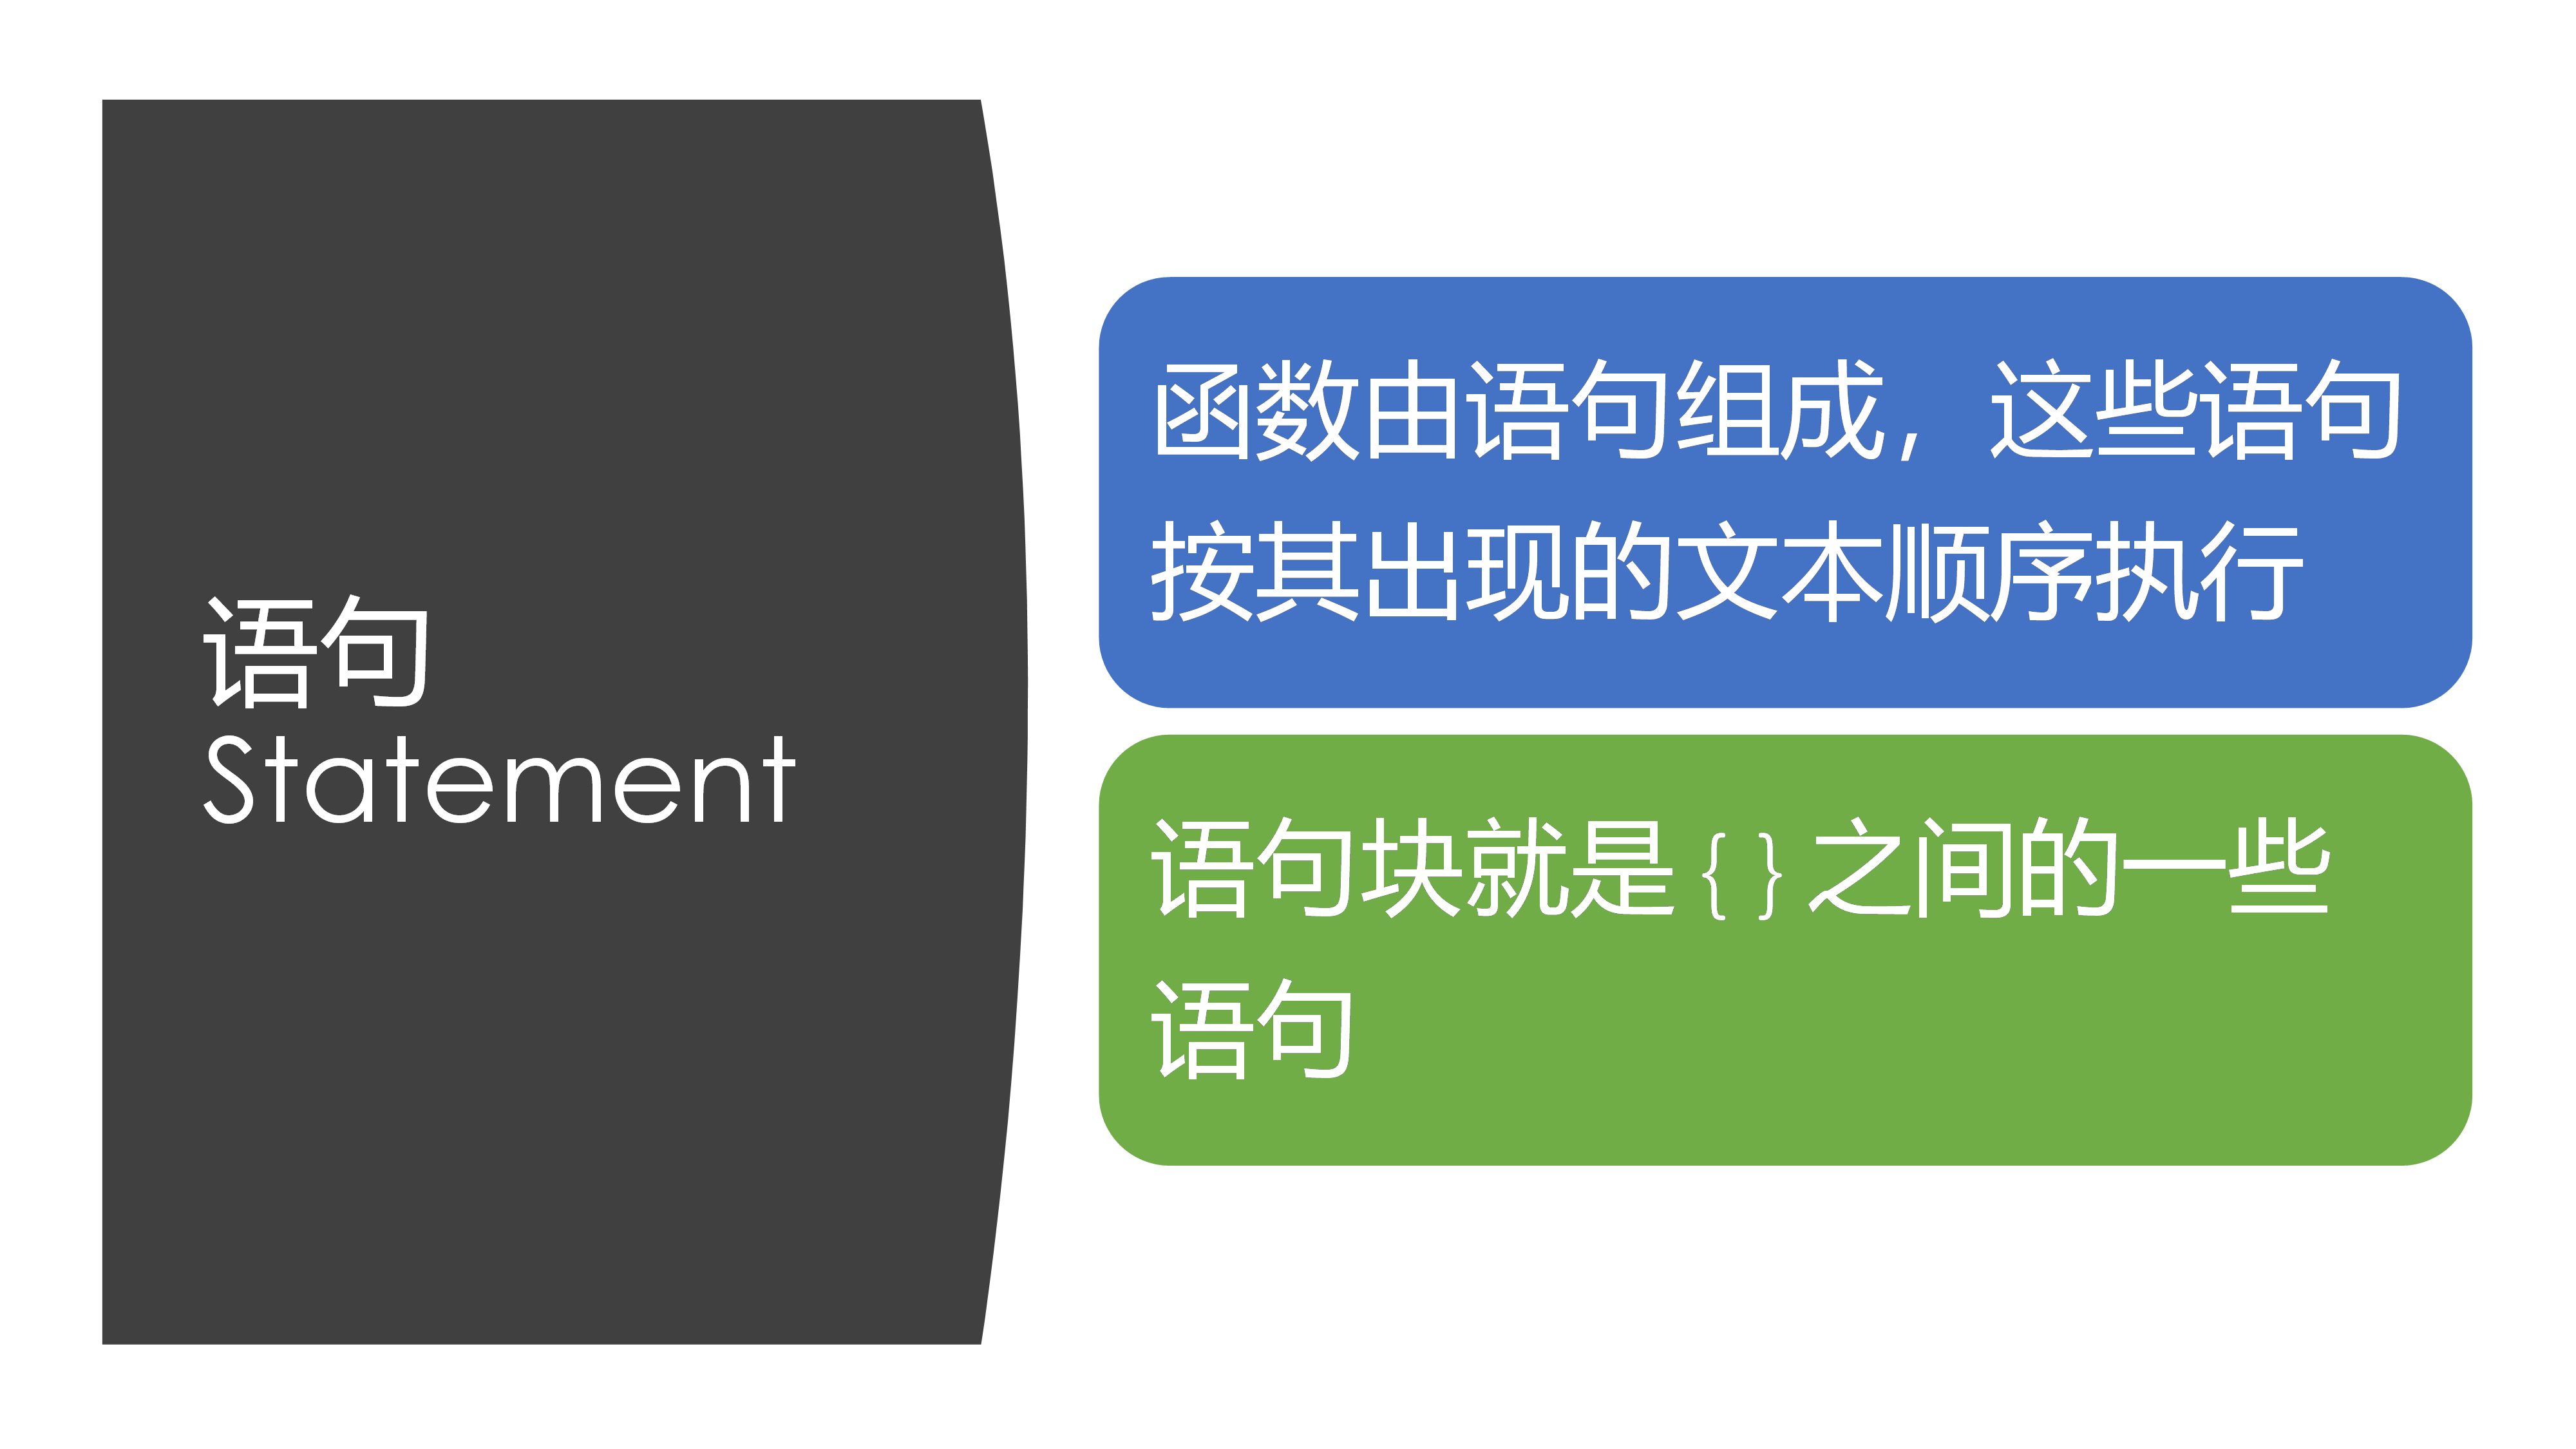 语句
Statement
函数由语句组成，这些语句
按其出现的文本顺序执行
语句块就是 { } 之间的一些
语句